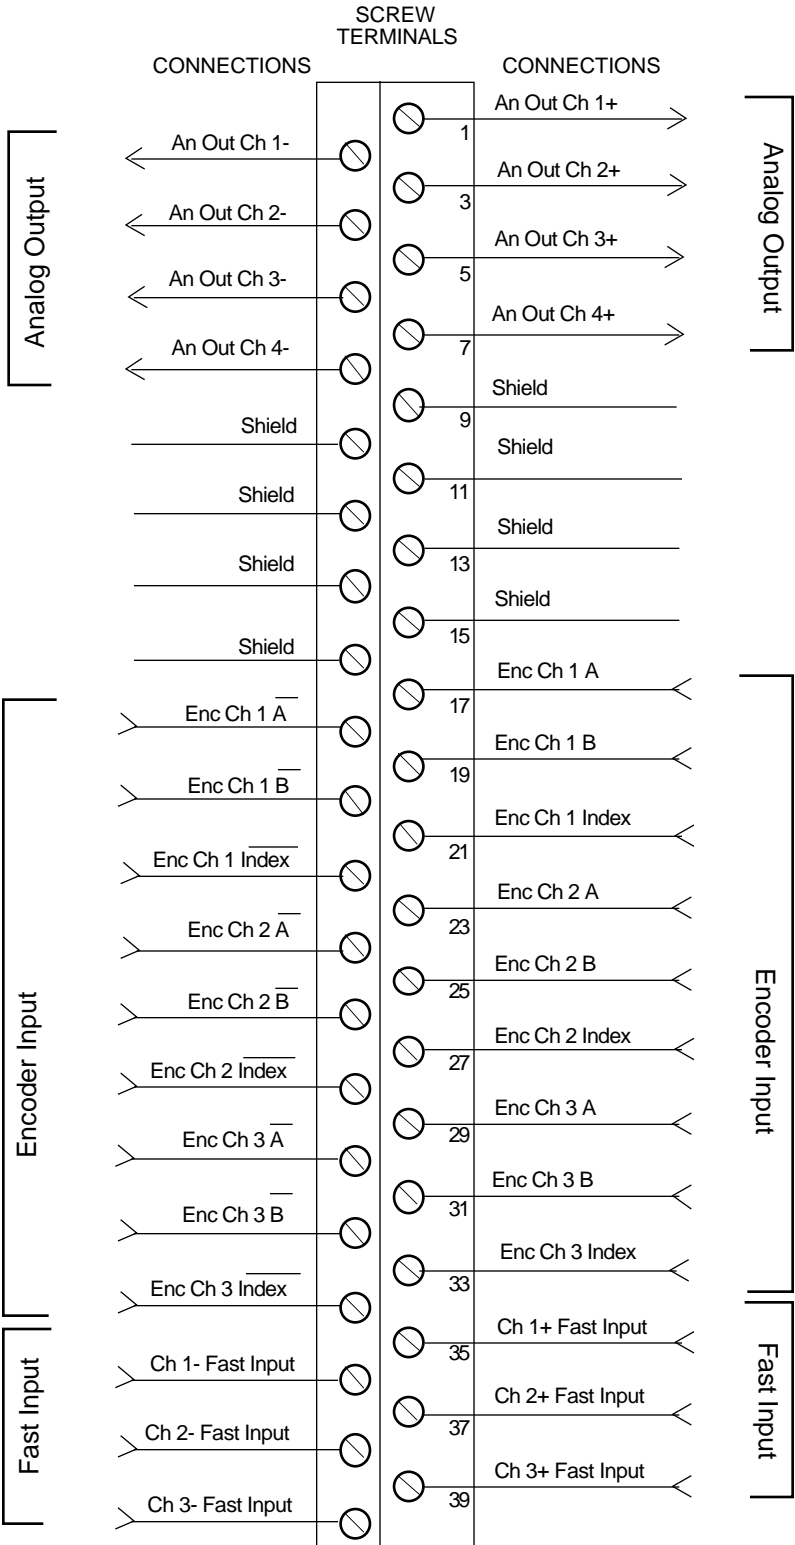 SCREW
TERMINALS
CONNECTIONS
CONNECTIONS
An Out Ch 1+
1
An Out Ch 1-
An Out Ch 2+
3
An Out Ch 2-
An Out Ch 3+
5
An Out Ch 3-
An Out Ch 4+
7
An Out Ch 4-
Shield
9
Shield
Shield
11
Shield
Shield
13
Shield
Shield
15
Shield
Enc Ch 1 A
17
Enc Ch 1 A̅
Enc Ch 1 B
19
Enc Ch 1 B̅
Enc Ch 1 Index
21
Enc Ch 1 I̅n̅d̅e̅x̅
Enc Ch 2 A
23
Enc Ch 2 A̅
Enc Ch 2 B
25
Enc Ch 2 B̅
Enc Ch 2 Index
27
Enc Ch 2 I̅n̅d̅e̅x̅
Enc Ch 3 A
29
Enc Ch 3 A̅
Enc Ch 3 B
31
Enc Ch 3 B̅
Enc Ch 3 Index
33
Enc Ch 3 I̅n̅d̅e̅x̅
Ch 1+ Fast Input
35
Ch 1- Fast Input
Ch 2+ Fast Input
37
Ch 2- Fast Input
Ch 3+ Fast Input
39
Ch 3- Fast Input
Analog Output
Encoder Input
Fast Input
Analog Output
Encoder Input
Fast Input